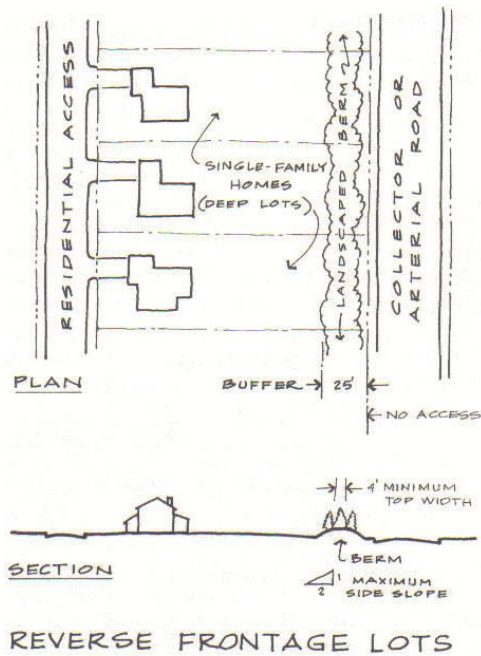 RESIDENTIAL ACCESS
SINGLE-FAMILY
HOMES
(DEEP LOTS)
LANDSCAPED BERM
COLLECTOR OR
ARTERIAL ROAD
PLAN
BUFFER 25'
NO ACCESS
4' MINIMUM
TOP WIDTH
BERM
SECTION
1
2
MAXIMUM
SIDE SLOPE
REVERSE FRONTAGE LOTS